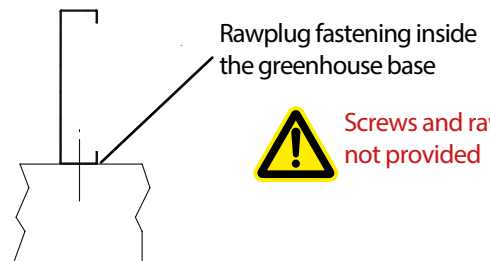 Rawplug fastening inside
the greenhouse base
Screws and
not provided